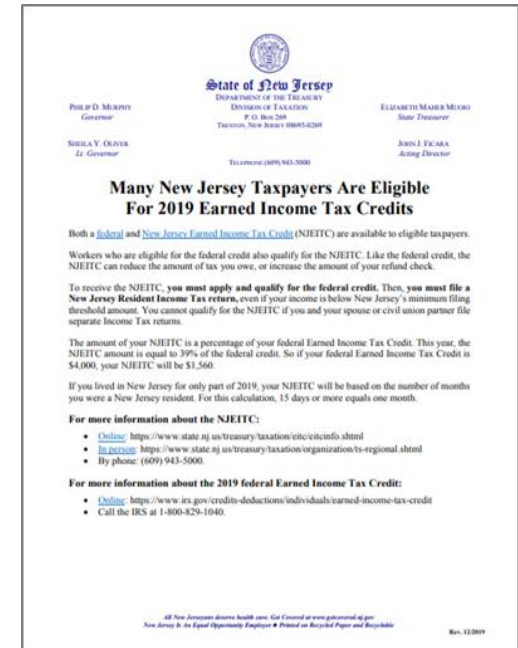 State of New Jersey
DEPARTMENT OF THE TREASURY
DIVISION OF TAXATION
P. O. BOX 269
TRENTON, NEW JERSEY 08695-0269
PHILIP D. MURPHY
Governor
SHEILA Y. OLIVER
Lt. Governor
ELIZABETH MAHER MUOIO
State Treasurer
JOHN J. FICARA
Acting Director
TELEPHONE (609) 943-5000
Many New Jersey Taxpayers Are Eligible
For 2019 Earned Income Tax Credits
Both a federal and New Jersey Earned Income Tax Credit (NJEITC) are available to eligible taxpayers.
Workers who are eligible for the federal credit also qualify for the NJEITC. Like the federal credit, the
NJEITC can reduce the amount of tax you owe, or increase the amount of your refund check.
To receive the NJEITC, you must apply and qualify for the federal credit. Then, you must file a
New Jersey Resident Income Tax return, even if your income is below New Jersey's minimum filing
threshold amount. You cannot qualify for the NJEITC if you and your spouse or civil union partner file
separate Income Tax returns.
The amount of your NJEITC is a percentage of your federal Earned Income Tax Credit. This year, the
NJEITC amount is equal to 39% of the federal credit. So if your federal Earned Income Tax Credit is
$4,000, your NJEITC will be $1,560.
If you lived in New Jersey for only part of 2019, your NJEITC will be based on the number of months
you were a New Jersey resident. For this calculation, 15 days or more equals one month.
For more information about the NJEITC:
• Online: https://www.state.nj.us/treasury/taxation/eitc/eitcinfo.shtml
• In person: https://www.state.nj.us/treasury/taxation/organization/ts-regional.shtml
• By phone: (609) 943-5000.
For more information about the 2019 federal Earned Income Tax Credit:
• Online: https://www.irs.gov/credits-deductions/individuals/earned-income-tax-credit
• Call the IRS at 1-800-829-1040.
All New Jerseyans deserve health care. Get Covered at www.getcovered.nj.gov
New Jersey Is An Equal Opportunity Employer • Printed on Recycled Paper and Recyclable
Rev. 12/2019